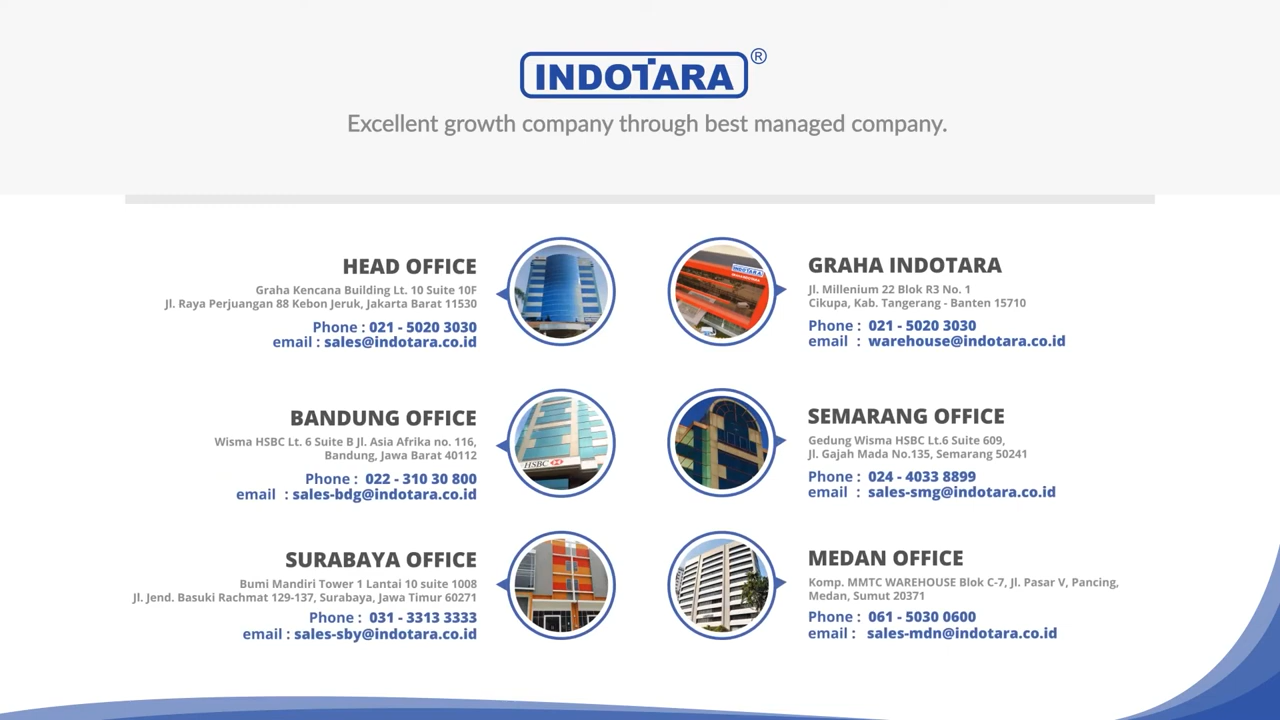 INDOTARA®
Excellent growth company through best managed company.
HEAD OFFICE
Graha Kencana Building Lt. 10 Suite 10F
Jl. Raya Perjuangan 88 Kebon Jeruk, Jakarta Barat 11530
Phone : 021 - 5020 3030
email : sales@indotara.co.id
GRAHA INDOTARA
Jl. Millenium 22 Blok R3 No. 1
Cikupa, Kab. Tangerang - Banten 15710
Phone : 021 - 5020 3030
email : warehouse@indotara.co.id
BANDUNG OFFICE
Wisma HSBC Lt. 6 Suite B Jl. Asia Afrika no. 116,
Bandung, Jawa Barat 40112
Phone : 022 - 310 30 800
email : sales-bdg@indotara.co.id
HSBC
SEMARANG OFFICE
Gedung Wisma HSBC Lt.6 Suite 609,
Jl. Gajah Mada No.135, Semarang 50241
Phone : 024 - 4033 8899
email : sales-smg@indotara.co.id
SURABAYA OFFICE
Bumi Mandiri Tower 1 Lantai 10 suite 1008
Jl. Jend. Basuki Rachmat 129-137, Surabaya, Jawa Timur 60271
Phone : 031 - 3313 3333
email : sales-sby@indotara.co.id
MEDAN OFFICE
Komp. MMTC WAREHOUSE Blok C-7, Jl. Pasar V, Pancing,
Medan, Sumut 20371
Phone : 061 - 5030 0600
email : sales-mdn@indotara.co.id